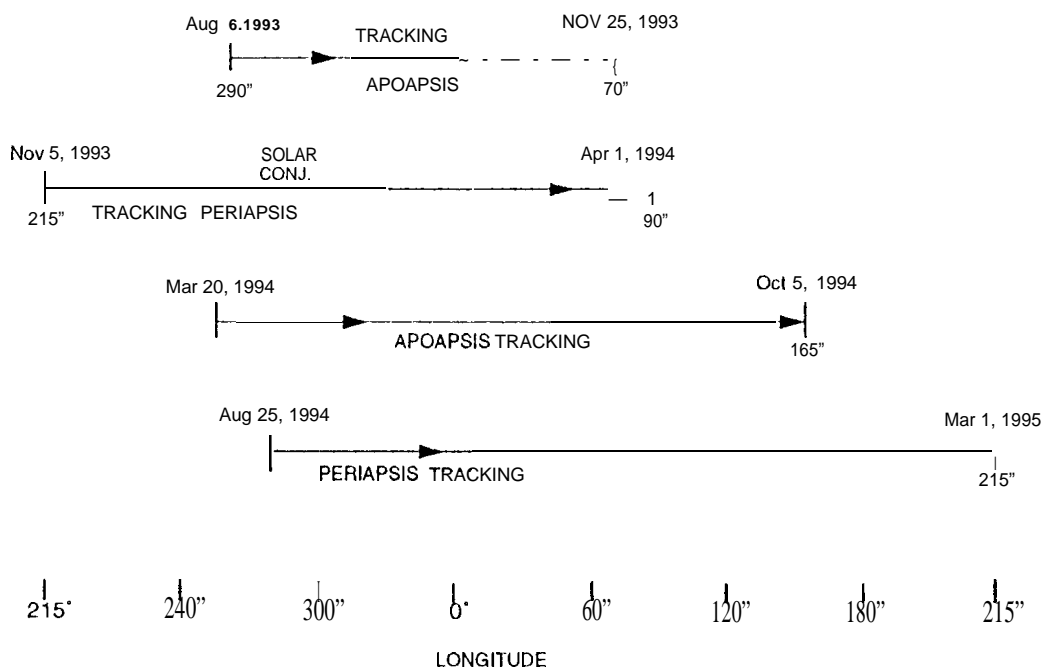 Aug 6.1993
NOV 25, 1993
TRACKING
APOAPSIS
290”
70”
Nov 5, 1993
SOLAR
CONJ.
Apr 1, 1994
215”
TRACKING PERIAPSIS
1
90”
Mar 20, 1994
Oct 5, 1994
APOAPSIS TRACKING
165”
Aug 25, 1994
Mar 1, 1995
PERIAPSIS TRACKING
215”
215°
240”
300”
0°
60”
120”
180”
215”
LONGITUDE